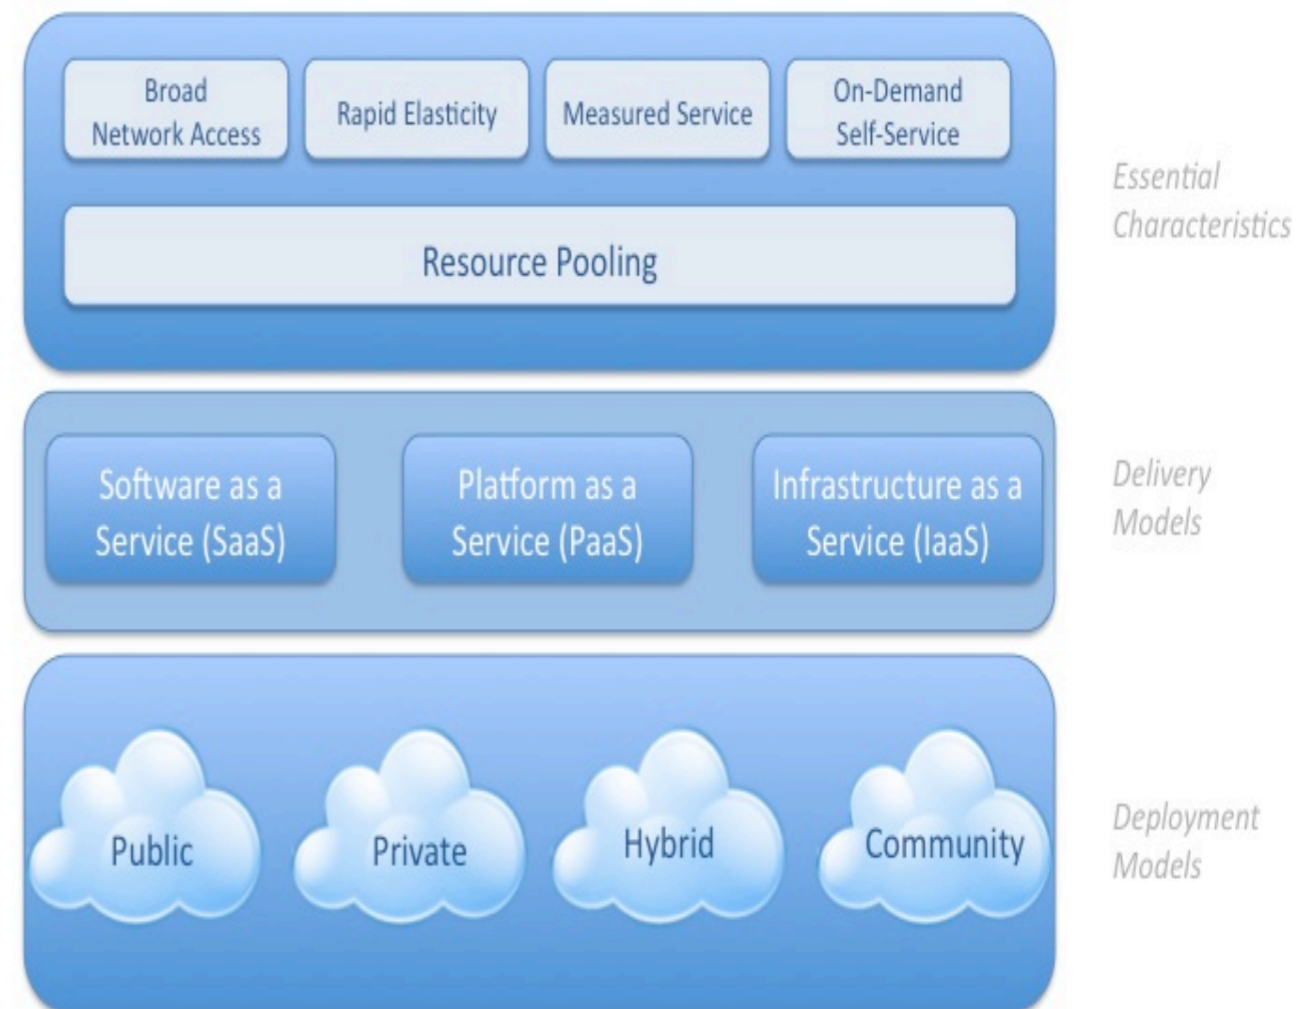 Broad
Network Access
Rapid Elasticity
Measured Service
On-Demand
Self-Service
Resource Pooling
Essential
Characteristics
Software as a
Service (SaaS)
Platform as a
Service (PaaS)
Infrastructure as a
Service (IaaS)
Delivery
Models
Public
Private
Hybrid
Community
Deployment
Models